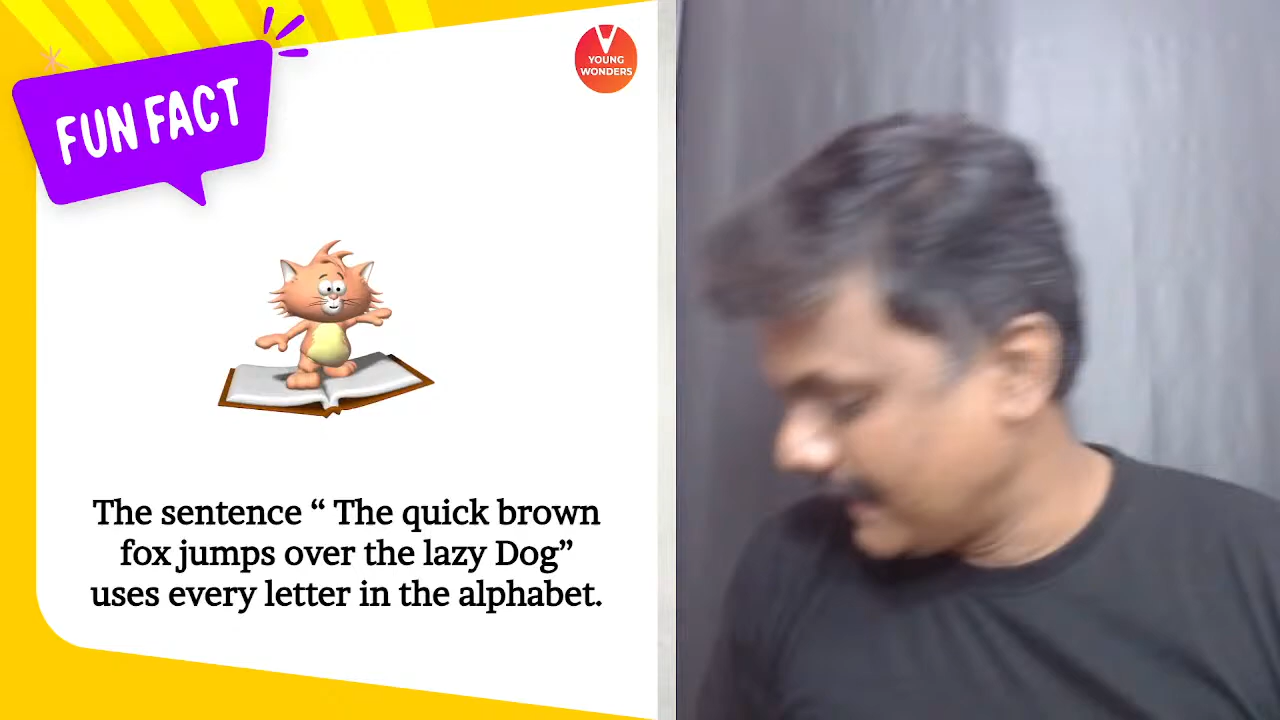 FUN FACT
YOUNG
WONDERS
The sentence “ The quick brown
fox jumps over the lazy Dog”
uses every letter in the alphabet.